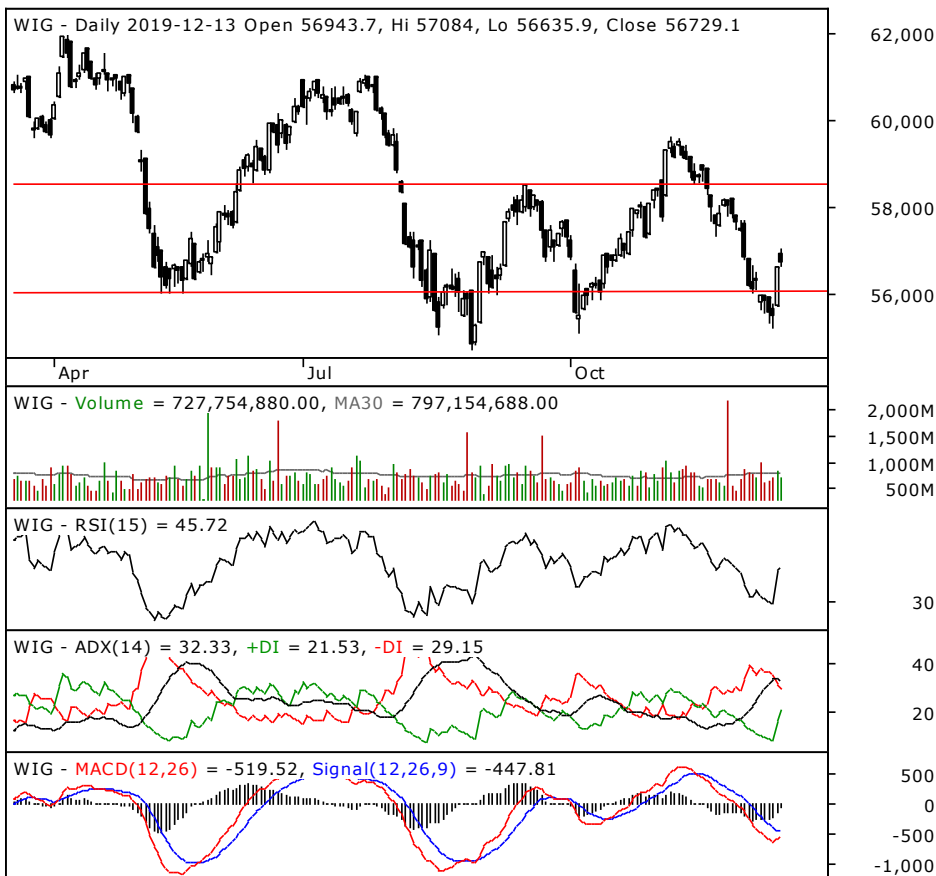 WIG - Daily 2019-12-13 Open 56943.7, Hi 57084, Lo 56635.9, Close 56729.1
62,000
60,000
58,000
56,000
Apr Jul Oct
WIG - Volume = 727,754,880.00, MA30 = 797,154,688.00
2,000M
1,500M
1,000M
500M
WIG - RSI(15) = 45.72
30
WIG - ADX(14) = 32.33, +DI = 21.53, -DI = 29.15
40
20
WIG - MACD(12,26) = -519.52, Signal(12,26,9) = -447.81
500
0
-500
-1,000